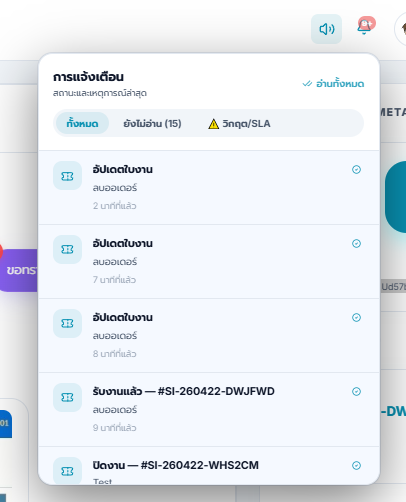 การแจ้งเตือน
สถานะและเหตุการณ์ล่าสุด
อ่านทั้งหมด
ทั้งหมด
ยังไม่อ่าน (15)
วิกฤต/SLA
META
อัปเดตใบงาน
ลบออเดอร์
2 นาทีที่แล้ว
อัปเดตใบงาน
ลบออเดอร์
7 นาทีที่แล้ว
ขอทร
Ud57b
อัปเดตใบงาน
ลบออเดอร์
8 นาทีที่แล้ว
รับงานแล้ว — #SI-260422-DWJFWD
ลบออเดอร์
9 นาทีที่แล้ว
-DW
01
ปิดงาน — #SI-260422-WHS2CM
Test